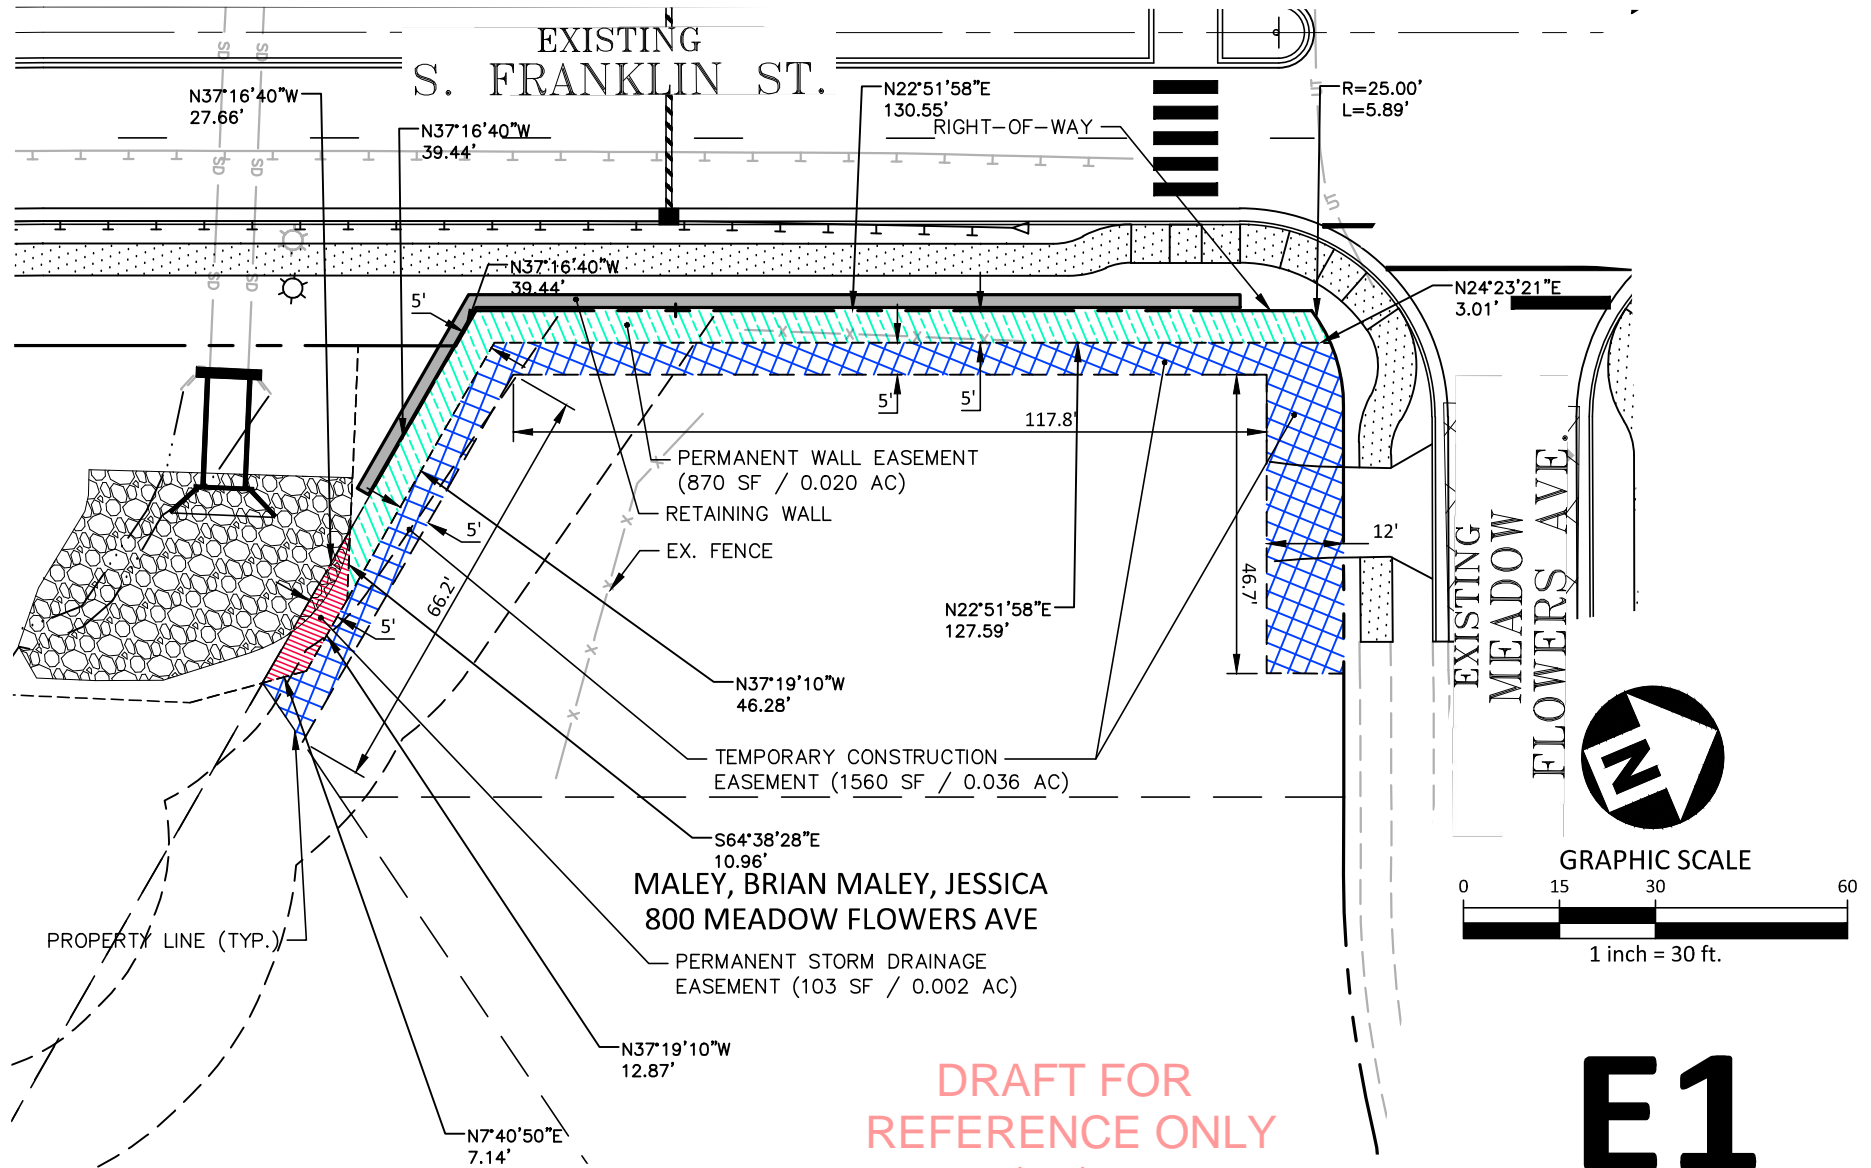 EXISTING
S. FRANKLIN ST.
SD
SD
N37°16'40"W
27.66'
N37°16'40"W
39.44'
N22°51'58"E
130.55'
RIGHT-OF-WAY
R=25.00'
L=5.89'
SD
SD
N37°16'40"W
39.44'
5'
SD
SD
N24°23'21"E
3.01'
X
X
X
5'
5'
117.8'
PERMANENT WALL EASEMENT
(870 SF / 0.020 AC)
RETAINING WALL
EX. FENCE
X
X
X
X
X
5'
12'
66.2'
46.7'
5'
N22°51'58"E
127.59'
EXISTING
MEADOW
FLOWERS AVE.
N37°19'10"W
46.28'
TEMPORARY CONSTRUCTION
EASEMENT (1560 SF / 0.036 AC)
N
S64°38'28"E
10.96'
MALEY, BRIAN MALEY, JESSICA
800 MEADOW FLOWERS AVE
GRAPHIC SCALE
0 15 30 60
1 inch = 30 ft.
PROPERTY LINE (TYP.)
PERMANENT STORM DRAINAGE
EASEMENT (103 SF / 0.002 AC)
N37°19'10"W
12.87'
DRAFT FOR
REFERENCE ONLY
E1
N7°40'50"E
7.14'